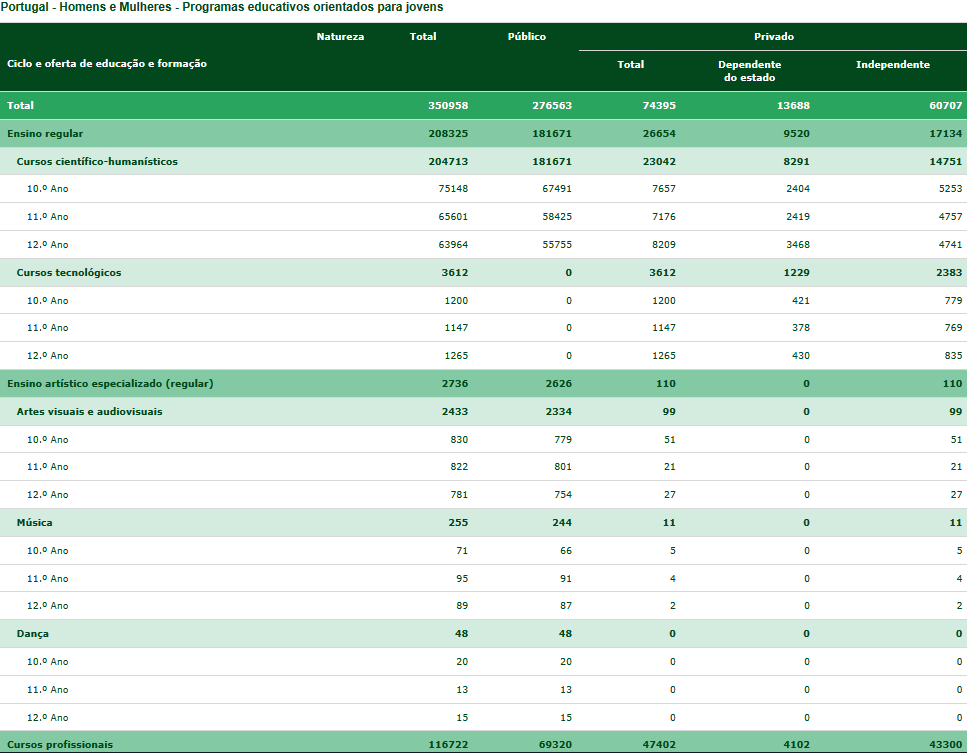 Portugal - Homens e Mulheres - Programas educativos orientados para jovens
Natureza Total Público Privado
Ciclo e oferta de educação e formação Total Dependente do estado Independente
Total 350958 276563 74395 13688 60707
Ensino regular 208325 181671 26654 9520 17134
Cursos científico-humanísticos 204713 181671 23042 8291 14751
10.º Ano 75148 67491 7657 2404 5253
11.º Ano 65601 58425 7176 2419 4757
12.º Ano 63964 55755 8209 3468 4741
Cursos tecnológicos 3612 0 3612 1229 2383
10.º Ano 1200 0 1200 421 779
11.º Ano 1147 0 1147 378 769
12.º Ano 1265 0 1265 430 835
Ensino artístico especializado (regular) 2736 2626 110 0 110
Artes visuais e audiovisuais 2433 2334 99 0 99
10.º Ano 830 779 51 0 51
11.º Ano 822 801 21 0 21
12.º Ano 781 754 27 0 27
Música 255 244 11 0 11
10.º Ano 71 66 5 0 5
11.º Ano 95 91 4 0 4
12.º Ano 89 87 2 0 2
Dança 48 48 0 0 0
10.º Ano 20 20 0 0 0
11.º Ano 13 13 0 0 0
12.º Ano 15 15 0 0 0
Cursos profissionais 116722 69320 47402 4102 43300